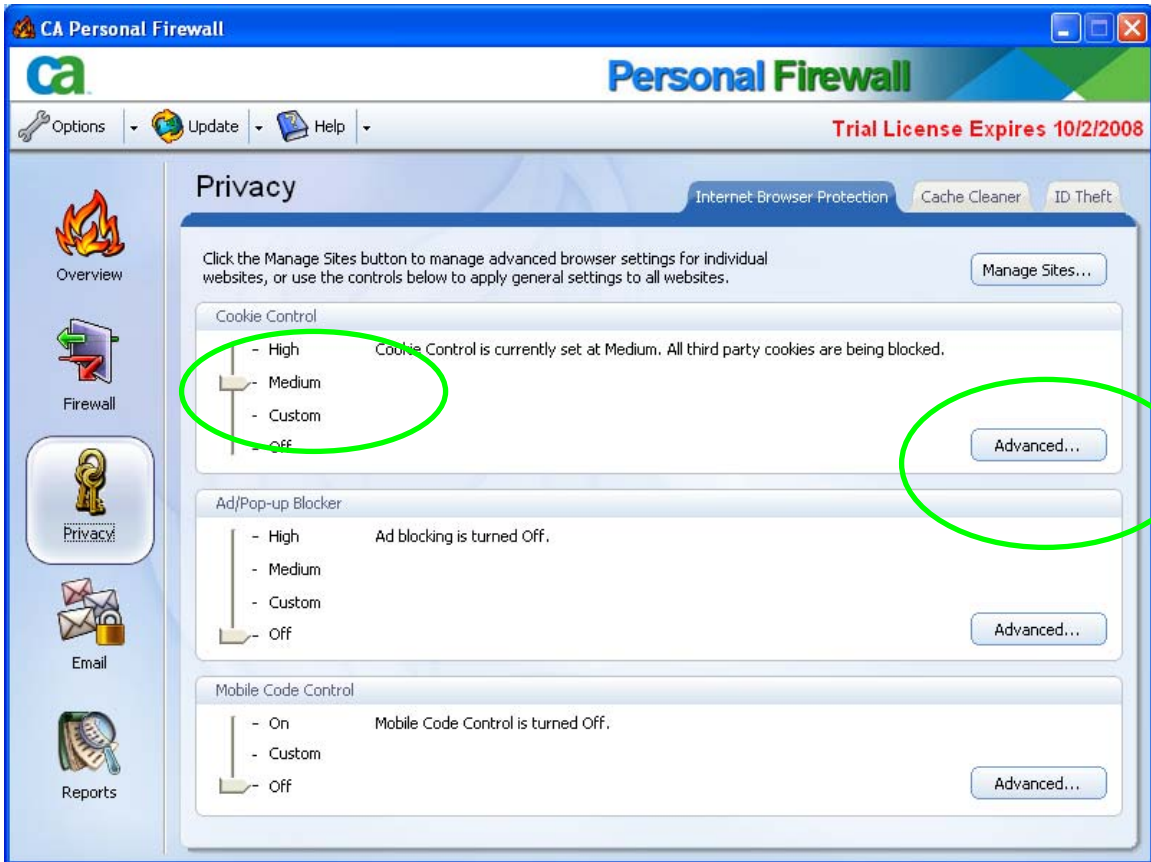 CA Personal Firewall
ca
Personal Firewall
Options
Update
Help
Trial License Expires 10/2/2008
Overview
Firewall
Privacy
Email
Reports
Privacy
Internet Browser Protection
Cache Cleaner
ID Theft
Click the Manage Sites button to manage advanced browser settings for individual
websites, or use the controls below to apply general settings to all websites.
Manage Sites...
Cookie Control
- High
- Medium
- Custom
- Off
Cookie Control is currently set at Medium. All third party cookies are being blocked.
Advanced...
Ad/Pop-up Blocker
- High
- Medium
- Custom
- Off
Ad blocking is turned Off.
Advanced...
Mobile Code Control
- On
- Custom
- Off
Mobile Code Control is turned Off.
Advanced...